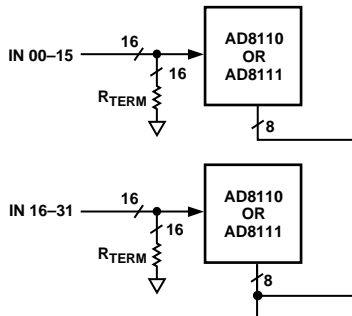 16
AD8110
OR
AD8111
IN 00–15
16
RTERM
8
16
AD8110
OR
AD8111
IN 16–31
16
RTERM
8